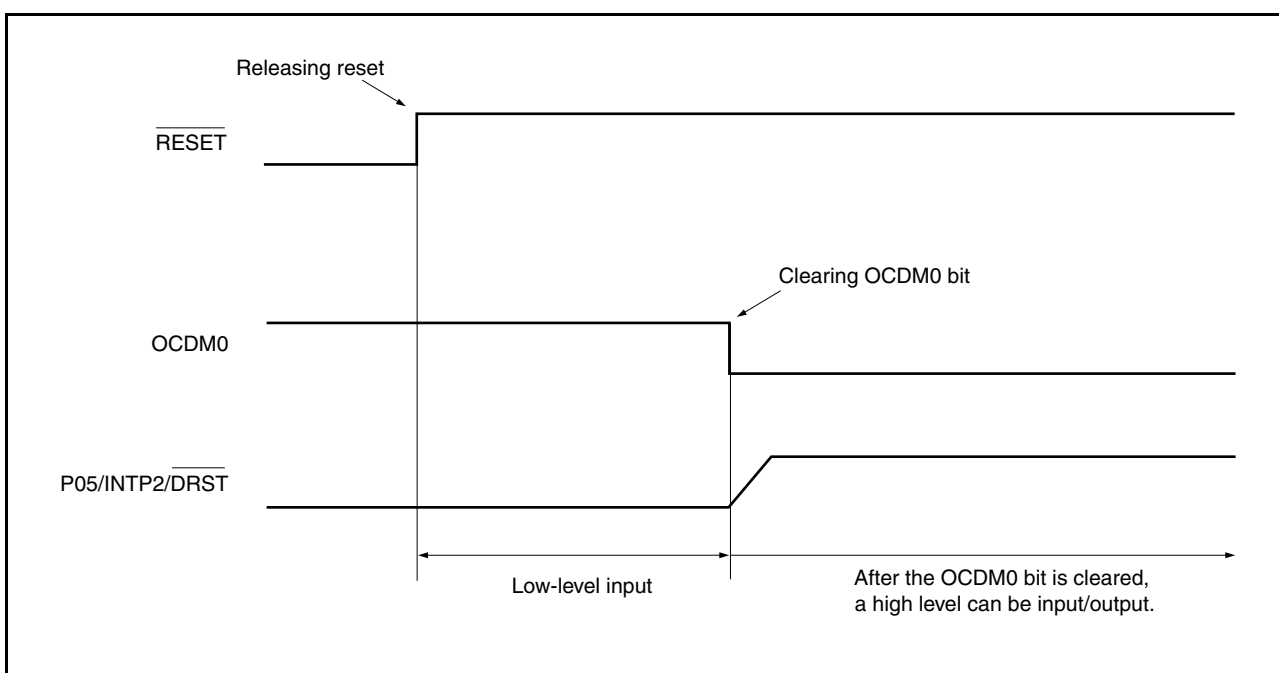 Releasing reset
RESET
Clearing OCDM0 bit
OCDM0
P05/INTP2/DRST
Low-level input
After the OCDM0 bit is cleared,
a high level can be input/output.